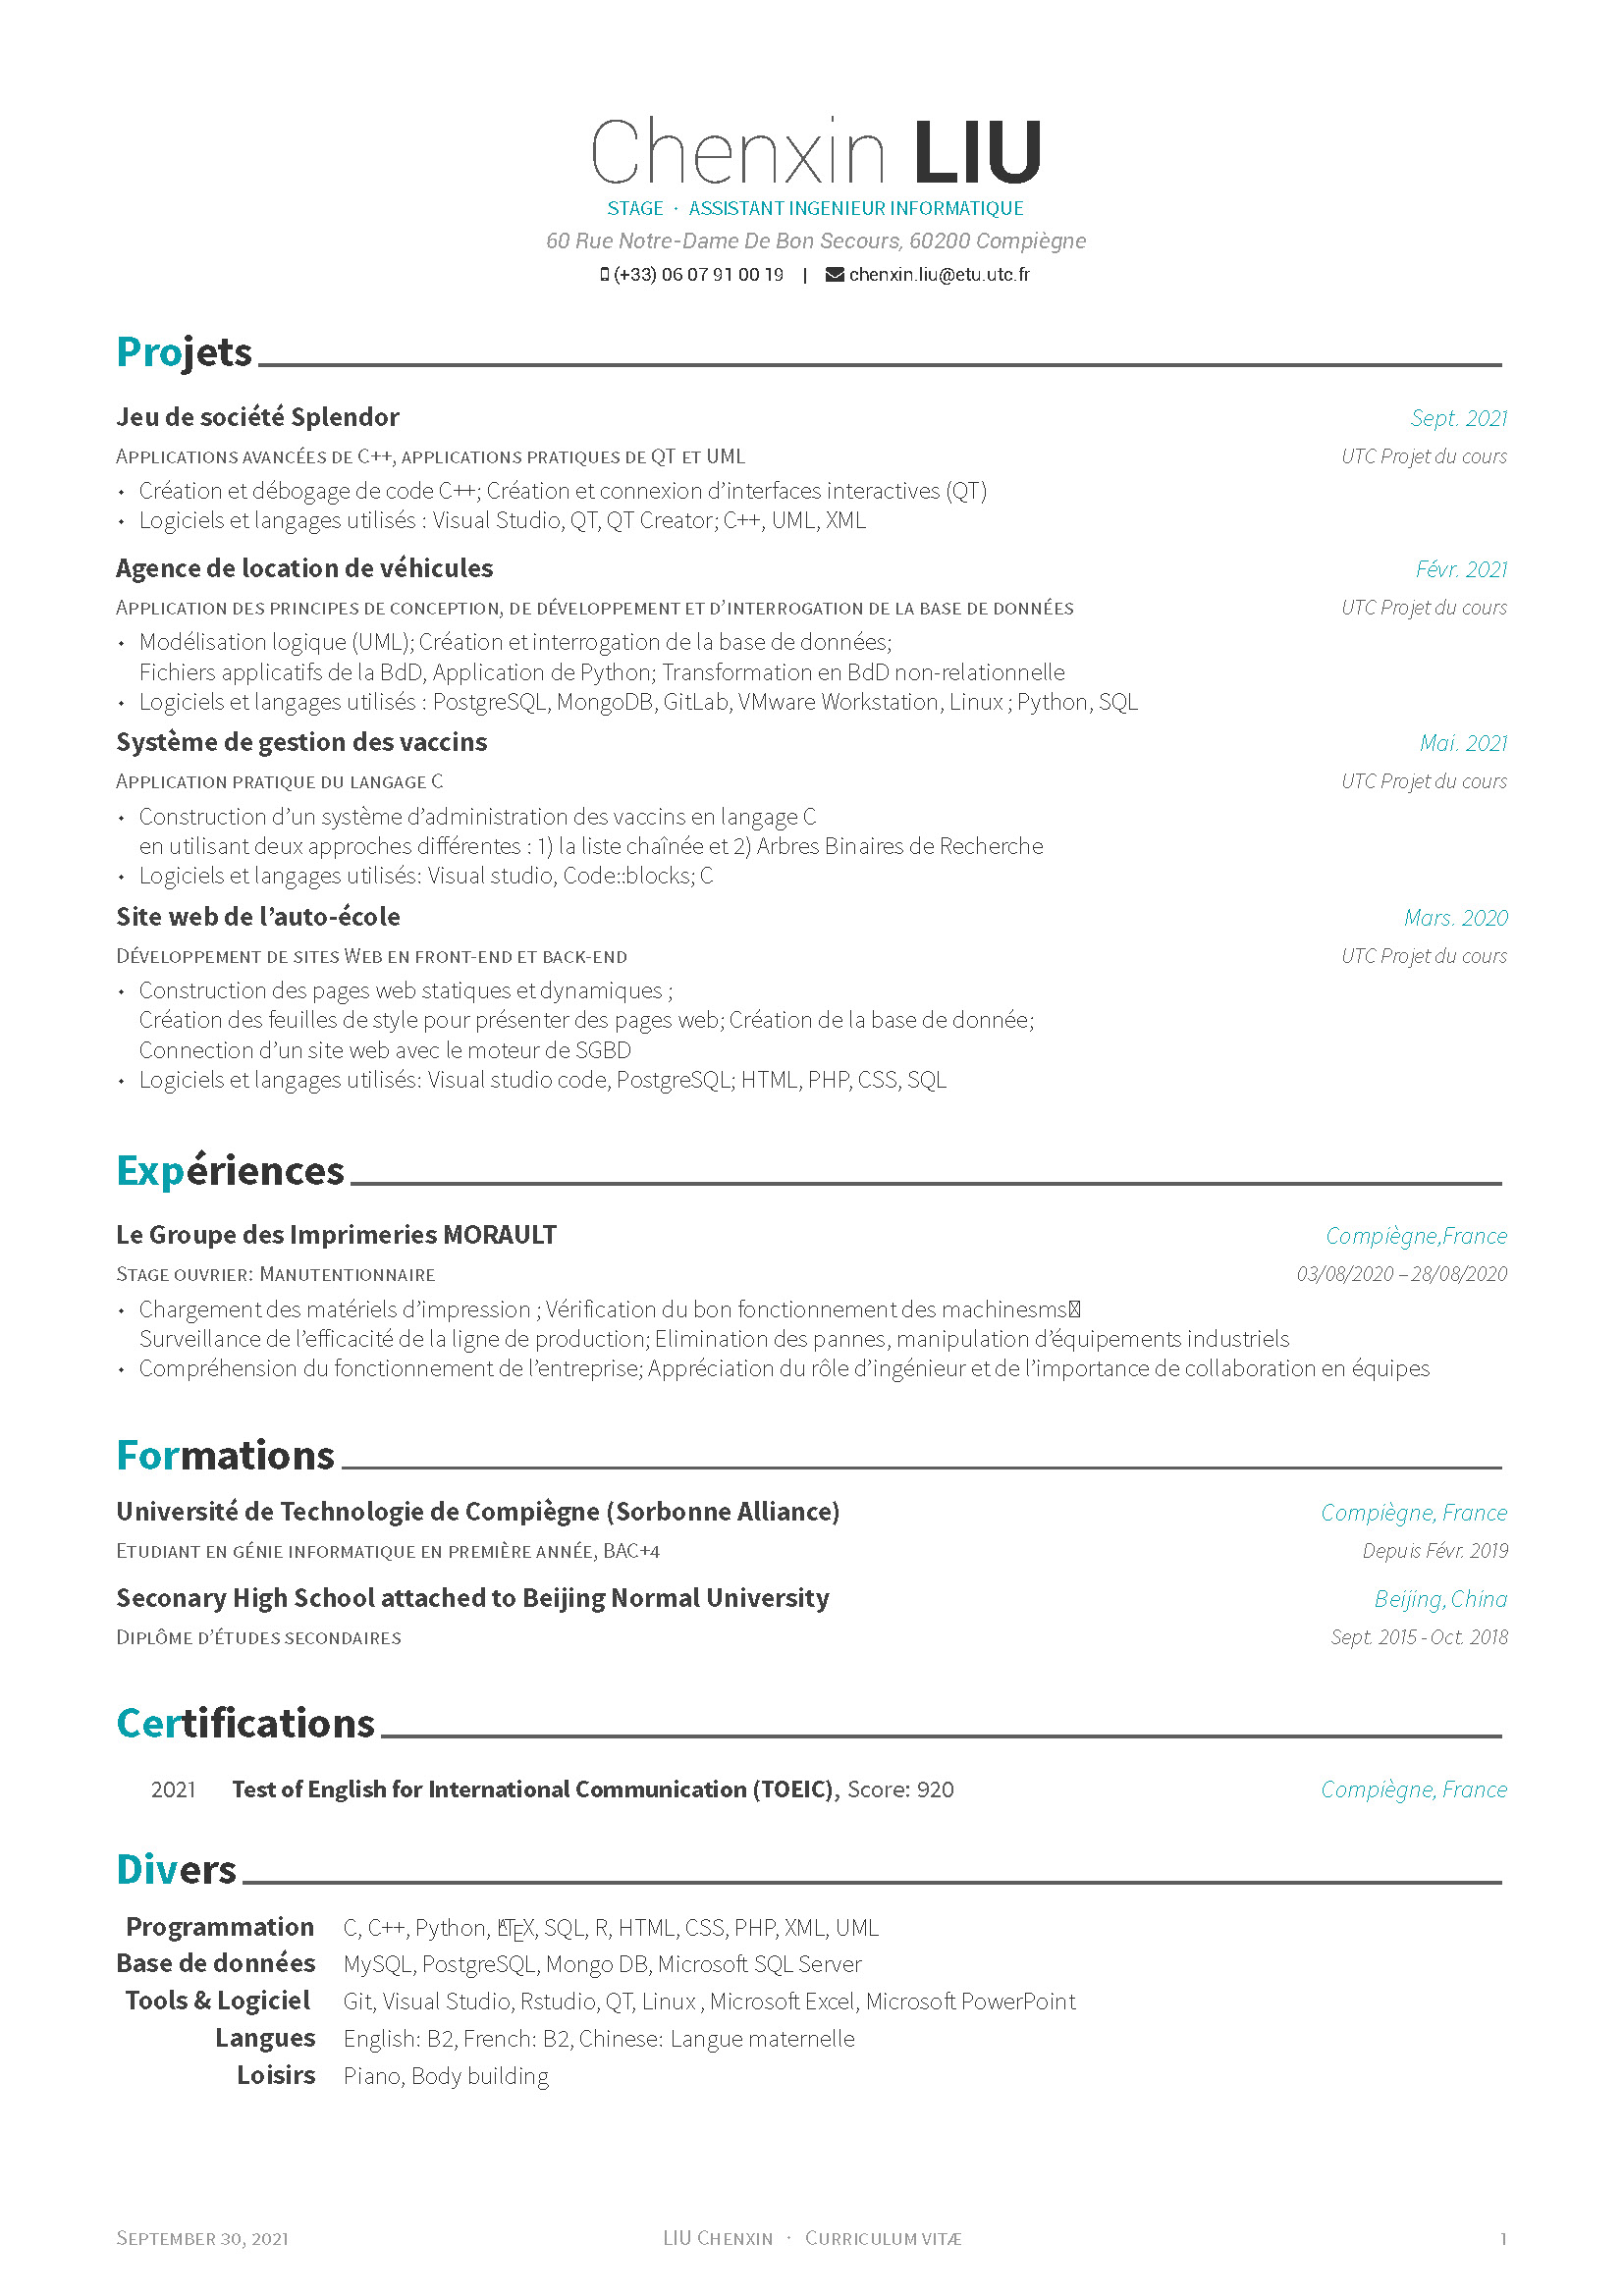 Chenxin LIU
STAGE · ASSISTANT INGENIEUR INFORMATIQUE
60 Rue Notre-Dame De Bon Secours, 60200 Compiègne
(+33) 06 07 91 00 19 | chenxin.liu@etu.utc.fr
Projets
Jeu de société Splendor Sept. 2021
Applications avancées de C++, applications pratiques de QT et UML UTC Projet du cours
• Création et débogage de code C++; Création et connexion d’interfaces interactives (QT)
• Logiciels et langages utilisés : Visual Studio, QT, QT Creator; C++, UML, XML
Agence de location de véhicules Févr. 2021
Application des principes de conception, de développement et d’interrogation de la base de données UTC Projet du cours
• Modélisation logique (UML); Création et interrogation de la base de données;
Fichiers applicatifs de la BdD, Application de Python; Transformation en BdD non-relationnelle
• Logiciels et langages utilisés : PostgreSQL, MongoDB, GitLab, VMware Workstation, Linux ; Python, SQL
Système de gestion des vaccins Mai. 2021
Application pratique du langage C UTC Projet du cours
• Construction d’un système d’administration des vaccins en langage C
en utilisant deux approches différentes : 1) la liste chaînée et 2) Arbres Binaires de Recherche
• Logiciels et langages utilisés: Visual studio, Code::blocks; C
Site web de l’auto-école Mars. 2020
Développement de sites Web en front-end et back-end UTC Projet du cours
• Construction des pages web statiques et dynamiques ;
Création des feuilles de style pour présenter des pages web; Création de la base de donnée;
Connection d’un site web avec le moteur de SGBD
• Logiciels et langages utilisés: Visual studio code, PostgreSQL; HTML, PHP, CSS, SQL
Expériences
Le Groupe des Imprimeries MORAULT Compiègne,France
Stage ouvrier: Manutentionnaire 03/08/2020 – 28/08/2020
• Chargement des matériels d’impression ; Vérification du bon fonctionnement des machinesms
Surveillance de l’efficacité de la ligne de production; Elimination des pannes, manipulation d’équipements industriels
• Compréhension du fonctionnement de l’entreprise; Appréciation du rôle d’ingénieur et de l’importance de collaboration en équipes
Formations
Université de Technologie de Compiègne (Sorbonne Alliance) Compiègne, France
Etudiant en génie informatique en première année, BAC+4 Depuis Févr. 2019
Seconary High School attached to Beijing Normal University Beijing, China
Diplôme d’études secondaires Sept. 2015 - Oct. 2018
Certifications
2021 Test of English for International Communication (TOEIC), Score: 920 Compiègne, France
Divers
Programmation C, C++, Python, LATEX, SQL, R, HTML, CSS, PHP, XML, UML
Base de données MySQL, PostgreSQL, Mongo DB, Microsoft SQL Server
Tools & Logiciel Git, Visual Studio, Rstudio, QT, Linux , Microsoft Excel, Microsoft PowerPoint
Langues English: B2, French: B2, Chinese: Langue maternelle
Loisirs Piano, Body building
September 30, 2021 LIU Chenxin · Curriculum vitæ 1